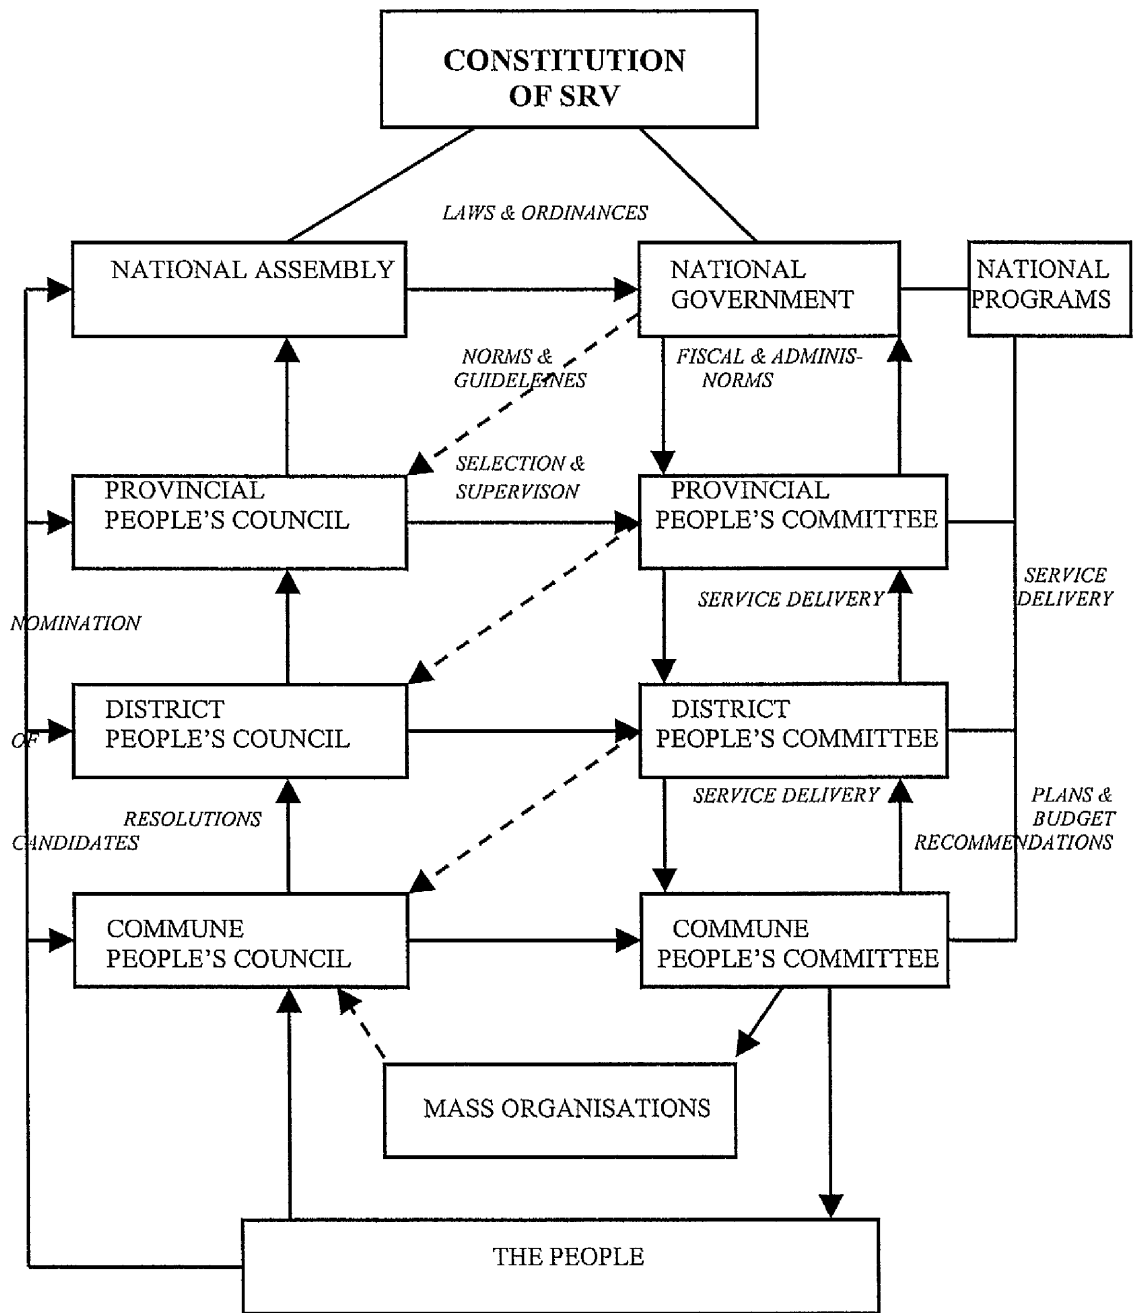 CONSTITUTION
OF SRV
LAWS & ORDINANCES
NATIONAL ASSEMBLY
NATIONAL
GOVERNMENT
NATIONAL
PROGRAMS
NORMS &
GUIDELEINES
FISCAL & ADMINIS-
NORMS
SELECTION &
SUPERVISON
PROVINCIAL
PEOPLE'S COUNCIL
PROVINCIAL
PEOPLE'S COMMITTEE
SERVICE DELIVERY
SERVICE
DELIVERY
NOMINATION
DISTRICT
PEOPLE'S COUNCIL
DISTRICT
PEOPLE'S COMMITTEE
OF
SERVICE DELIVERY
PLANS &
BUDGET
RECOMMENDATIONS
RESOLUTIONS
CANDIDATES
COMMUNE
PEOPLE'S COUNCIL
COMMUNE
PEOPLE'S COMMITTEE
MASS ORGANISATIONS
THE PEOPLE